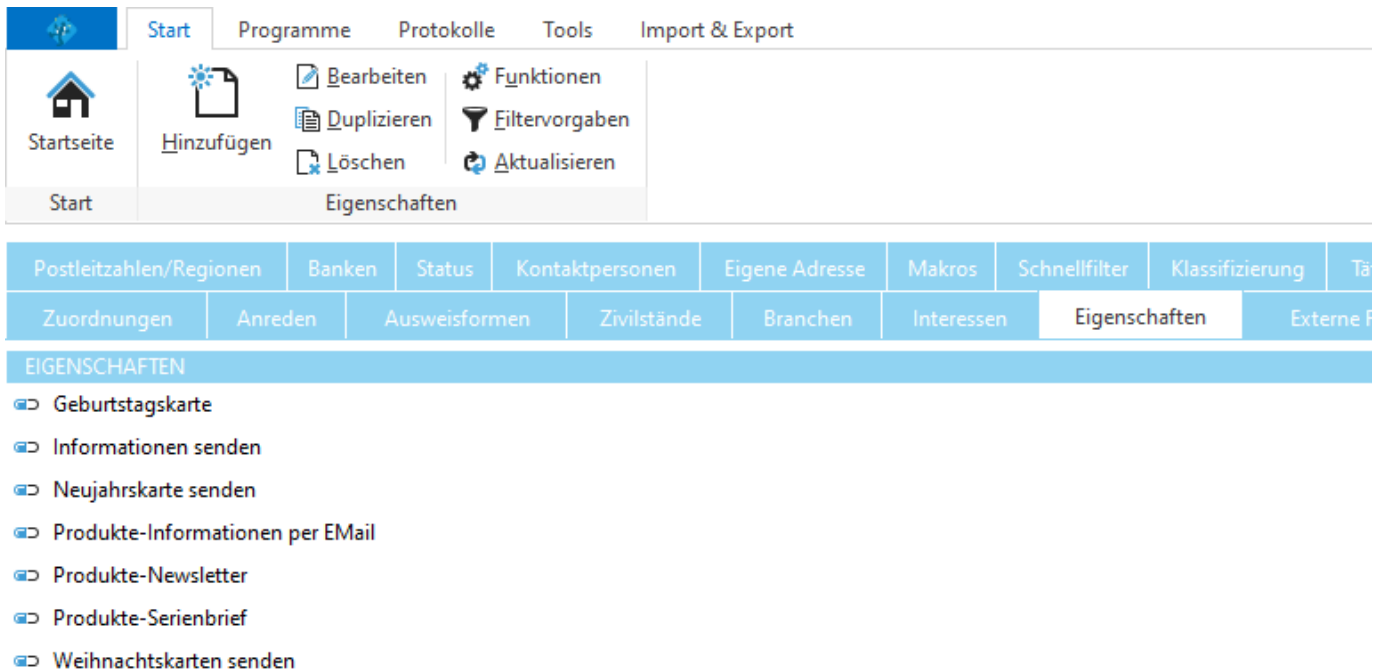 Start Programme Protokolle Tools Import & Export
Startseite Hinzufügen Bearbeiten Funktionen
Duplizieren Filtervorgaben
Löschen Aktualisieren
Start Eigenschaften
Postleitzahlen/Regionen Banken Status Kontaktpersonen Eigene Adresse Makros Schnellfilter Klassifizierung
Zuordnungen Anreden Ausweisformen Zivilstände Branchen Interessen Eigenschaften Externe
EIGENSCHAFTEN
Geburtstagskarte
Informationen senden
Neujahrskarte senden
Produkte-Informationen per EMail
Produkte-Newsletter
Produkte-Serienbrief
Weihnachtskarten senden